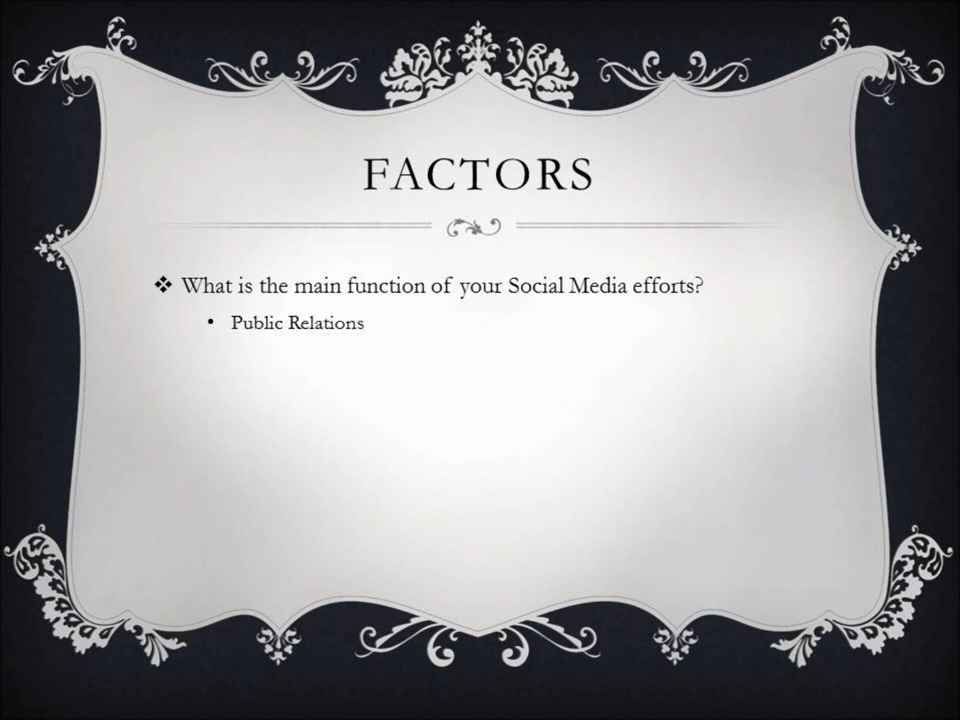 FACTORS
❖ What is the main function of your Social Media efforts?
• Public Relations